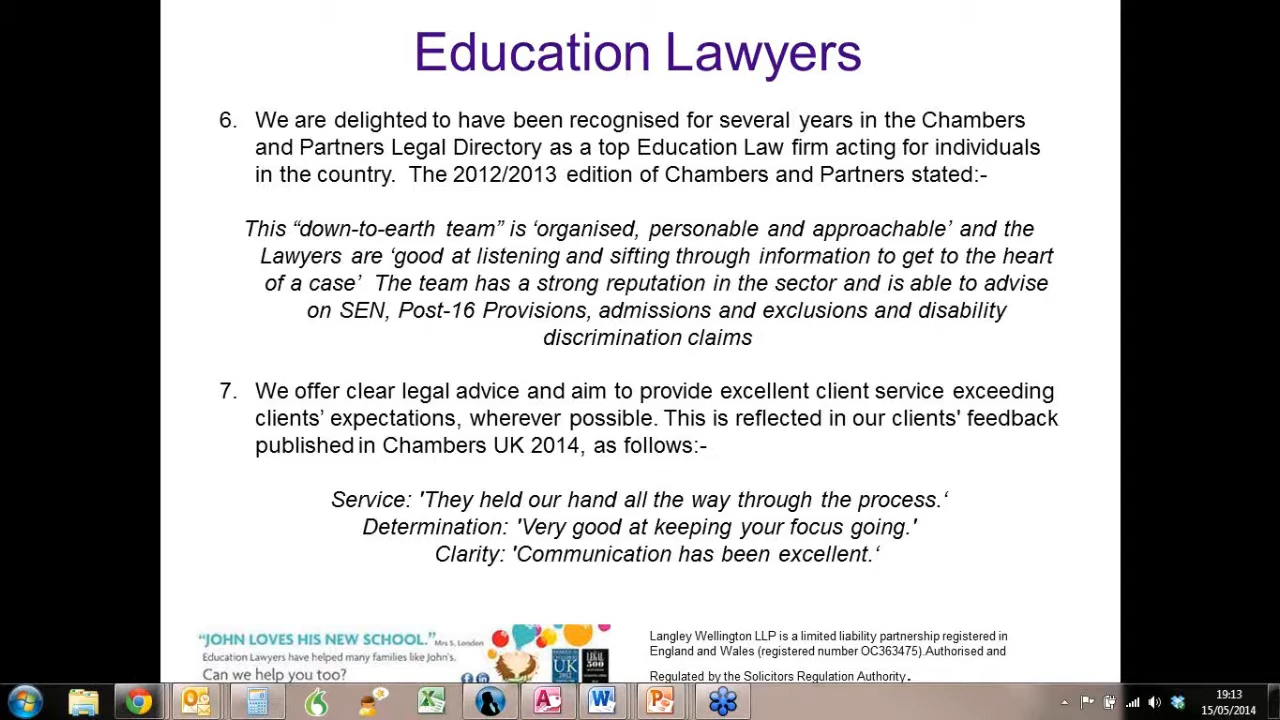 Education Lawyers
6. We are delighted to have been recognised for several years in the Chambers
and Partners Legal Directory as a top Education Law firm acting for individuals
in the country. The 2012/2013 edition of Chambers and Partners stated:-
This “down-to-earth team” is ‘organised, personable and approachable’ and the
Lawyers are ‘good at listening and sifting through information to get to the heart
of a case’ The team has a strong reputation in the sector and is able to advise
on SEN, Post-16 Provisions, admissions and exclusions and disability
discrimination claims
7. We offer clear legal advice and aim to provide excellent client service exceeding
clients’ expectations, wherever possible. This is reflected in our clients' feedback
published in Chambers UK 2014, as follows:-
Service: 'They held our hand all the way through the process.‘
Determination: 'Very good at keeping your focus going.'
Clarity: 'Communication has been excellent.‘
“JOHN LOVES HIS NEW SCHOOL.” Mrs S, London
Education Lawyers have helped many families like John's.
Can we help you too?
UK
500
Langley Wellington LLP is a limited liability partnership registered in
England and Wales (registered number OC363475).Authorised and
Regulated by the Solicitors Regulation Authority.
19:13
15/05/2014